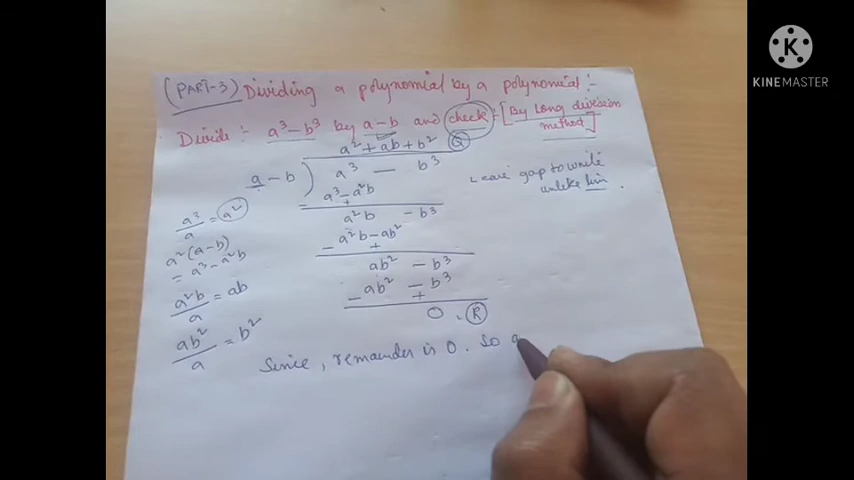 (PART-3) Dividing a polynomial by a polynomial :-
Divide :- a³ – b³ by a – b and check :- [By Long division
method]
a² + ab + b² Q
a – b ) a³ — b³
a³ – a²b
– +
a²b – b³
a²b – ab²
– +
ab² – b³
ab² – b³
– +
0 . R
Leave gap to write
unlike
a³/a = a²
a²(a–b)
= a³ – a²b
a²b/a = ab
ab²/a = b²
Since, remainder is 0. So a
K
KINEMASTER